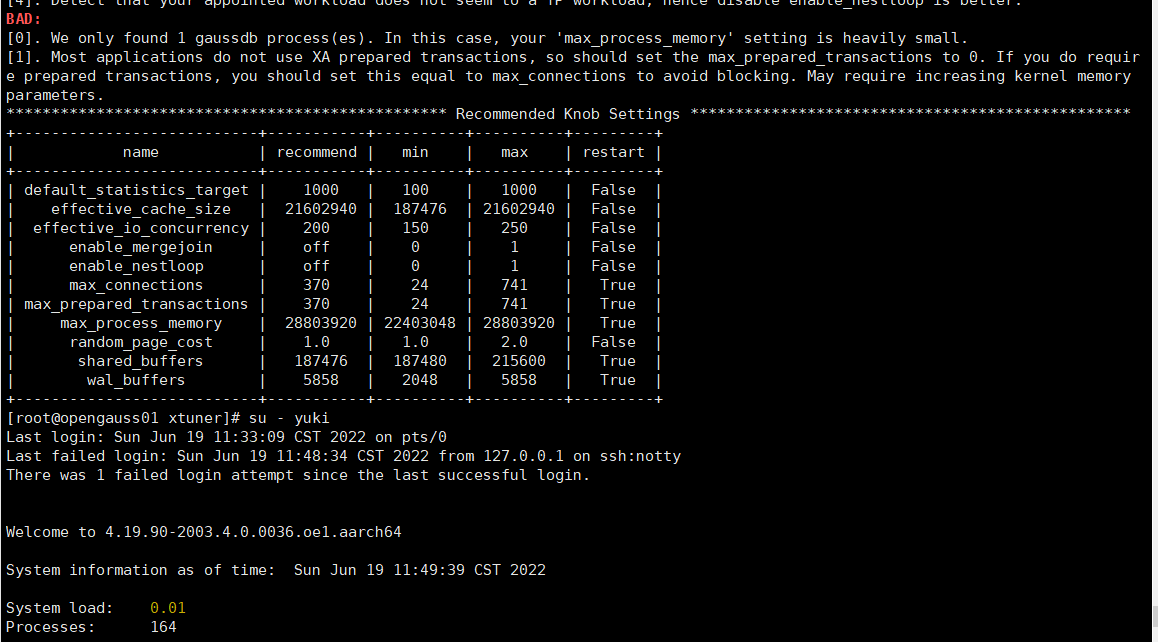 [4]. Detect that your appointed workload does not seem to a TP workload, hence disable enable_nestloop is better.
BAD:
[0]. We only found 1 gaussdb process(es). In this case, your 'max_process_memory' setting is heavily small.
[1]. Most applications do not use XA prepared transactions, so should set the max_prepared_transactions to 0. If you do requir
e prepared transactions, you should set this equal to max_connections to avoid blocking. May require increasing kernel memory
parameters.
************************************************* Recommended Knob Settings *************************************************
+---------------------------+-----------+----------+----------+---------+
| name | recommend | min | max | restart |
+---------------------------+-----------+----------+----------+---------+
| default_statistics_target | 1000 | 100 | 1000 | False |
| effective_cache_size | 21602940 | 187476 | 21602940 | False |
| effective_io_concurrency | 200 | 150 | 250 | False |
| enable_mergejoin | off | 0 | 1 | False |
| enable_nestloop | off | 0 | 1 | False |
| max_connections | 370 | 24 | 741 | True |
| max_prepared_transactions | 370 | 24 | 741 | True |
| max_process_memory | 28803920 | 22403048 | 28803920 | True |
| random_page_cost | 1.0 | 1.0 | 2.0 | False |
| shared_buffers | 187476 | 187480 | 215600 | True |
| wal_buffers | 5858 | 2048 | 5858 | True |
+---------------------------+-----------+----------+----------+---------+
[root@opengauss01 xtuner]# su - yuki
Last login: Sun Jun 19 11:33:09 CST 2022 on pts/0
Last failed login: Sun Jun 19 11:48:34 CST 2022 from 127.0.0.1 on ssh:notty
There was 1 failed login attempt since the last successful login.
Welcome to 4.19.90-2003.4.0.0036.oe1.aarch64
System information as of time: Sun Jun 19 11:49:39 CST 2022
System load: 0.01
Processes: 164